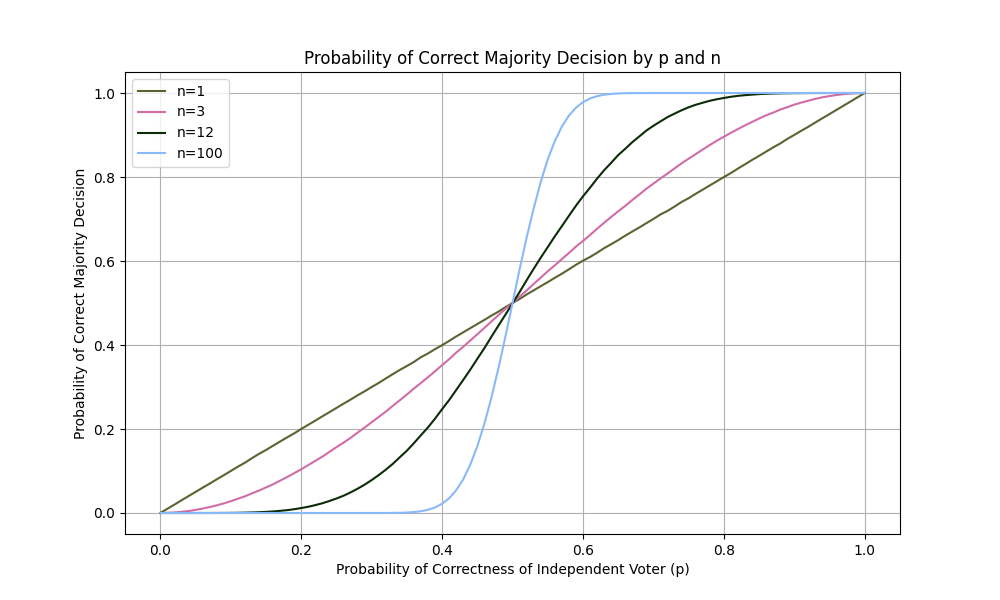 Probability of Correct Majority Decision by p and n
n=1
n=3
n=12
n=100
Probability of Correct Majority Decision
1.0
0.8
0.6
0.4
0.2
0.0
0.0 0.2 0.4 0.6 0.8 1.0
Probability of Correctness of Independent Voter (p)